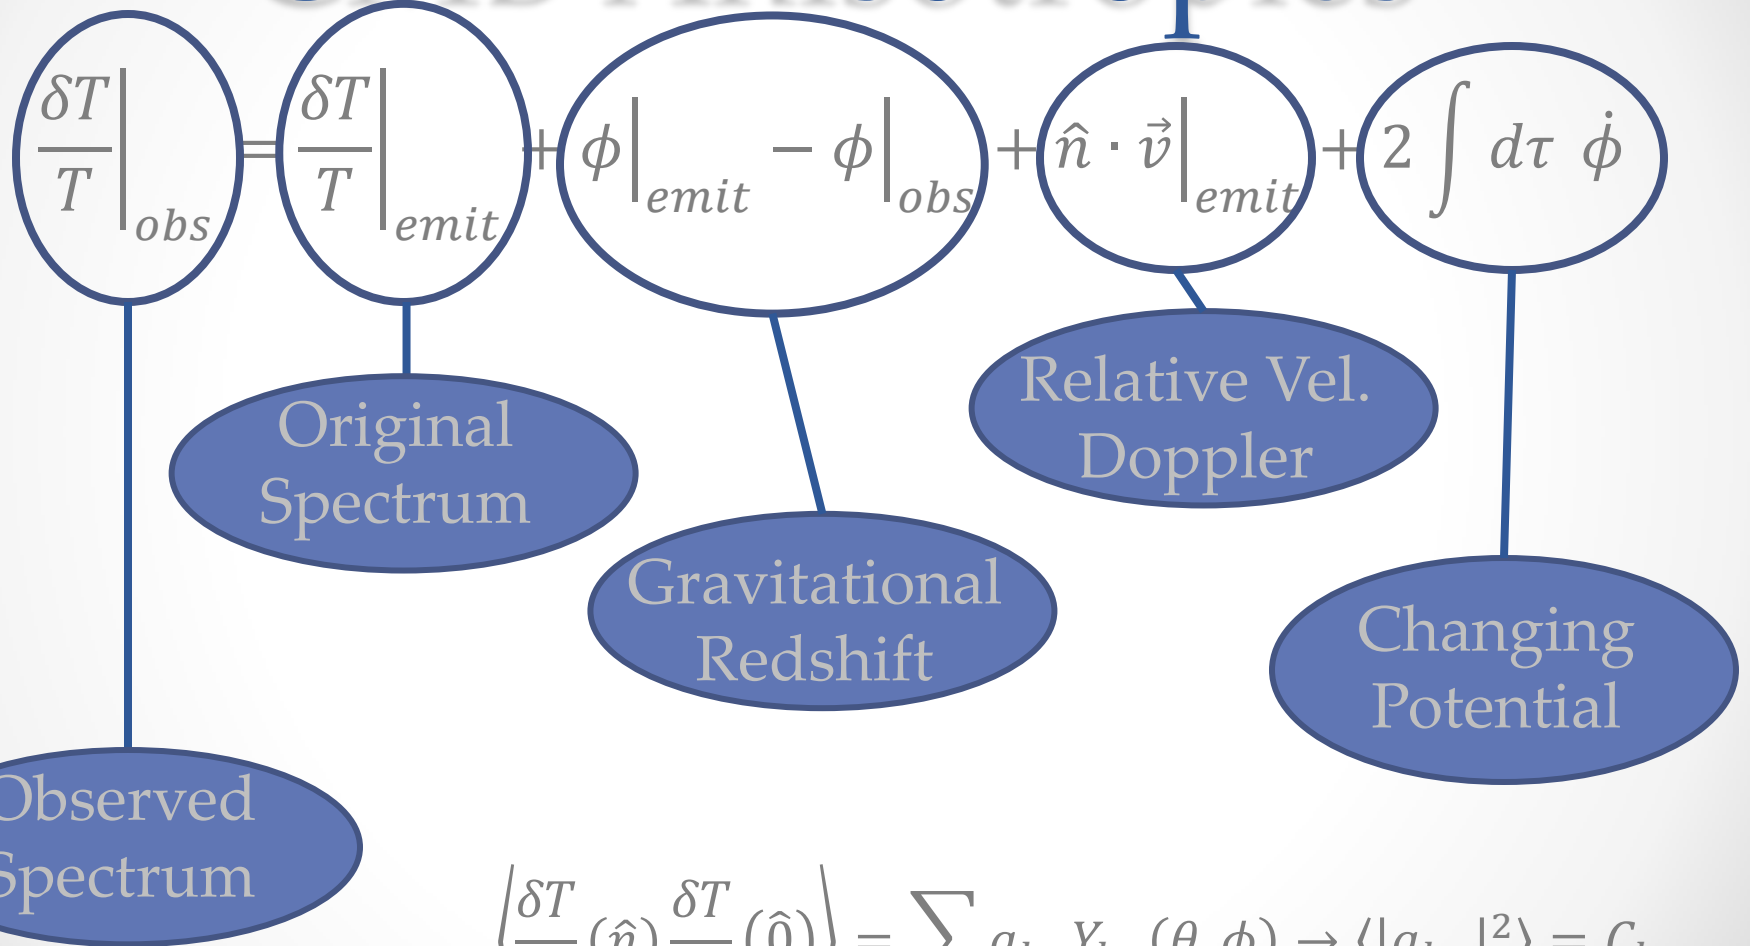 δT/T|obs = δT/T|emit + ϕ|emit − ϕ|obs + n̂ · v⃗|emit + 2 ∫ dτ ϕ̇
Relative Vel.
Doppler
Original
Spectrum
Gravitational
Redshift
Changing
Potential
Observed
Spectrum